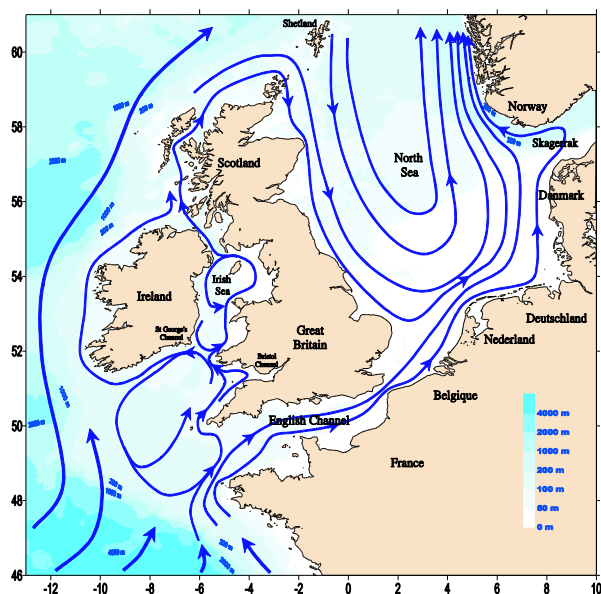 60
58
56
54
52
50
48
46
-12
-10
-8
-6
-4
-2
0
2
4
6
8
10
Shetland
Norway
Skagerrak
Scotland
North
Sea
Danmark
Irish
Sea
Ireland
St George's
Channel
Great
Britain
Bristol
Channel
Deutschland
Nederland
Belgique
English Channel
France
4000 m
2000 m
1000 m
200 m
100 m
50 m
0 m